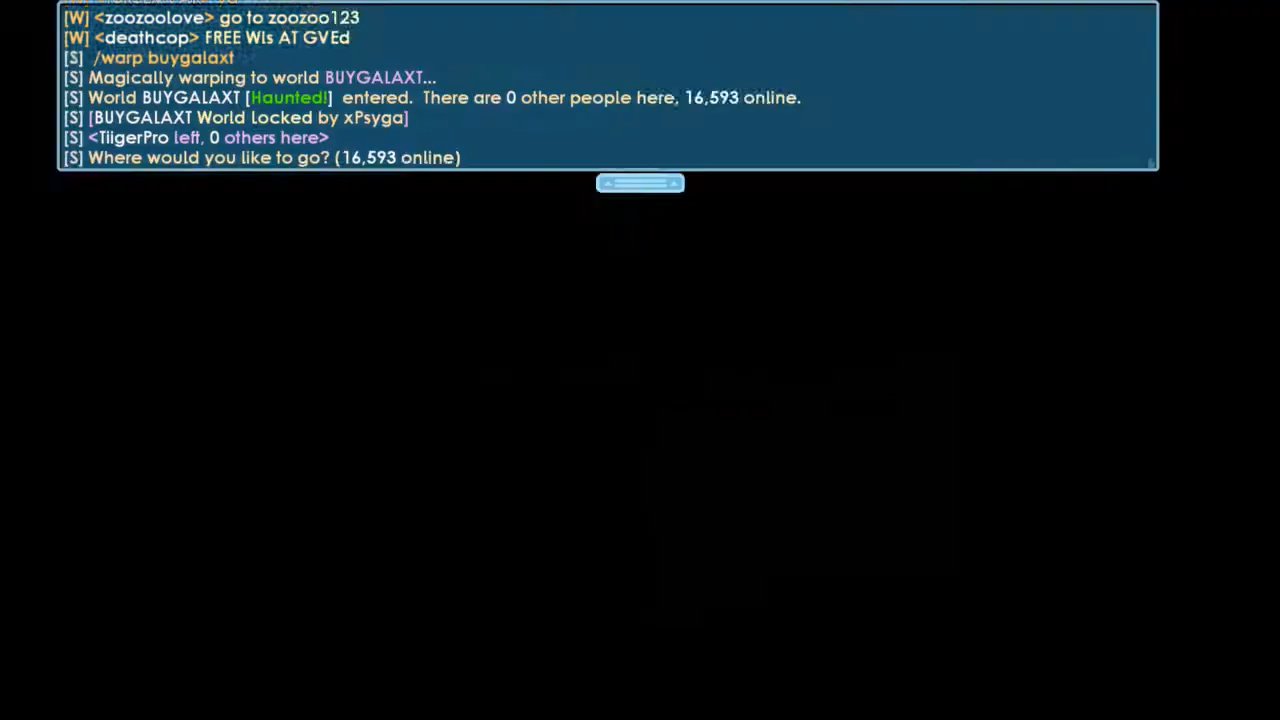 [W] <zoozoolove> go to zoozoo123
[W] <deathcop> FREE Wls AT GVEd
[S] /warp buygalaxt
[S] Magically warping to world BUYGALAXT...
[S] World BUYGALAXT [Haunted!] entered. There are 0 other people here, 16,593 online.
[S] [BUYGALAXT World Locked by xPsyga]
[S] <TiigerPro left, 0 others here>
[S] Where would you like to go? (16,593 online)